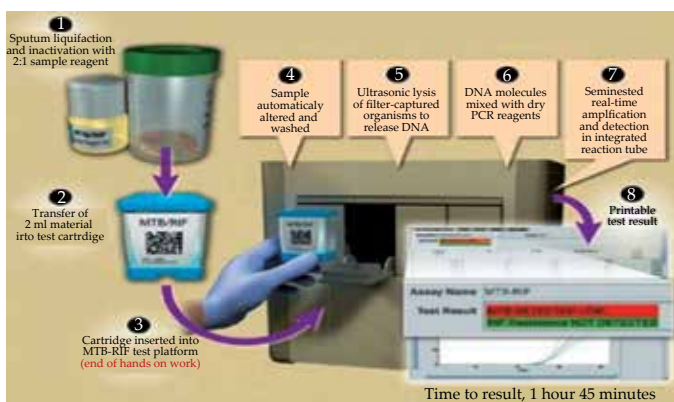 1
Sputum liquifaction
and inactivation with
2:1 sample reagent
2
Transfer of
2 ml material
irto test cartrdige
MTB/RIF
3
Cartridge inserted into
MTB-RIF test platform
(end of hands on work)
4
Sample
automaticaly
altered and
washed
5
Ultrasonic lysis
of filter-captured
organisms to
release DNA
6
DNA molecules
mixed with dry
PCR reagents
7
Seminested
real-time
amplfication
and detection
in integrated
reaction tube
8
Printable
test result
Assay Name MTB-RIF
Test Result MTB DETECTED LOW
RIF Resistance NOT DETECTED
Time to result, 1 hour 45 minutes